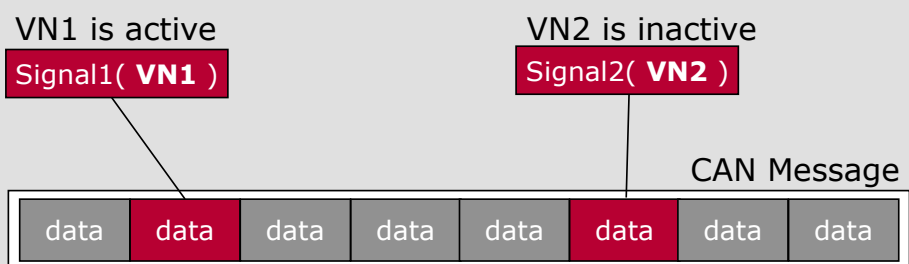 VN1 is active
VN2 is inactive
Signal1( VN1 )
Signal2( VN2 )
CAN Message
data data data data data data data data